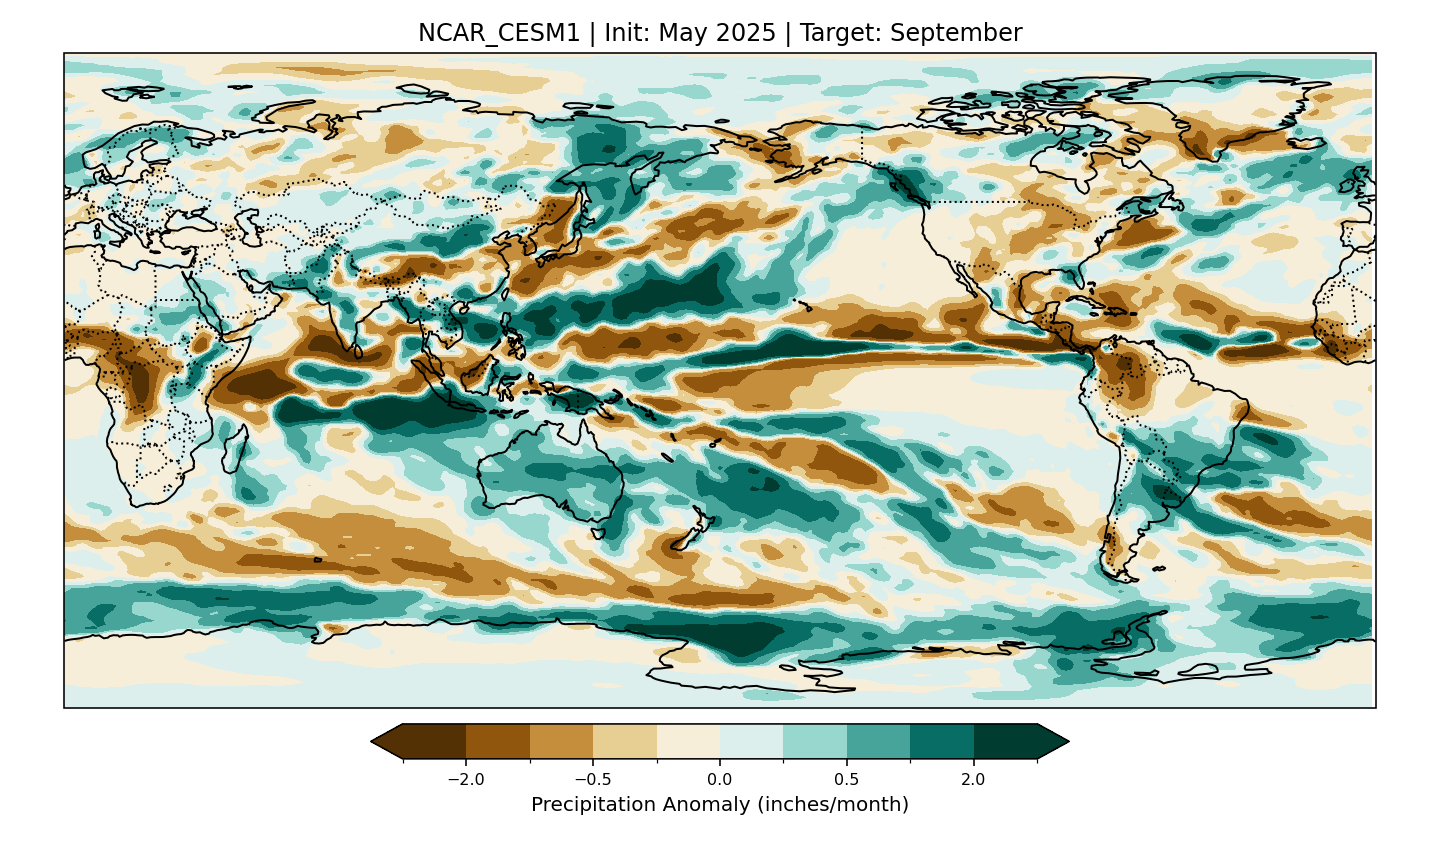 NCAR_CESM1 | Init: May 2025 | Target: September
−2.0 −0.5 0.0 0.5 2.0
Precipitation Anomaly (inches/month)